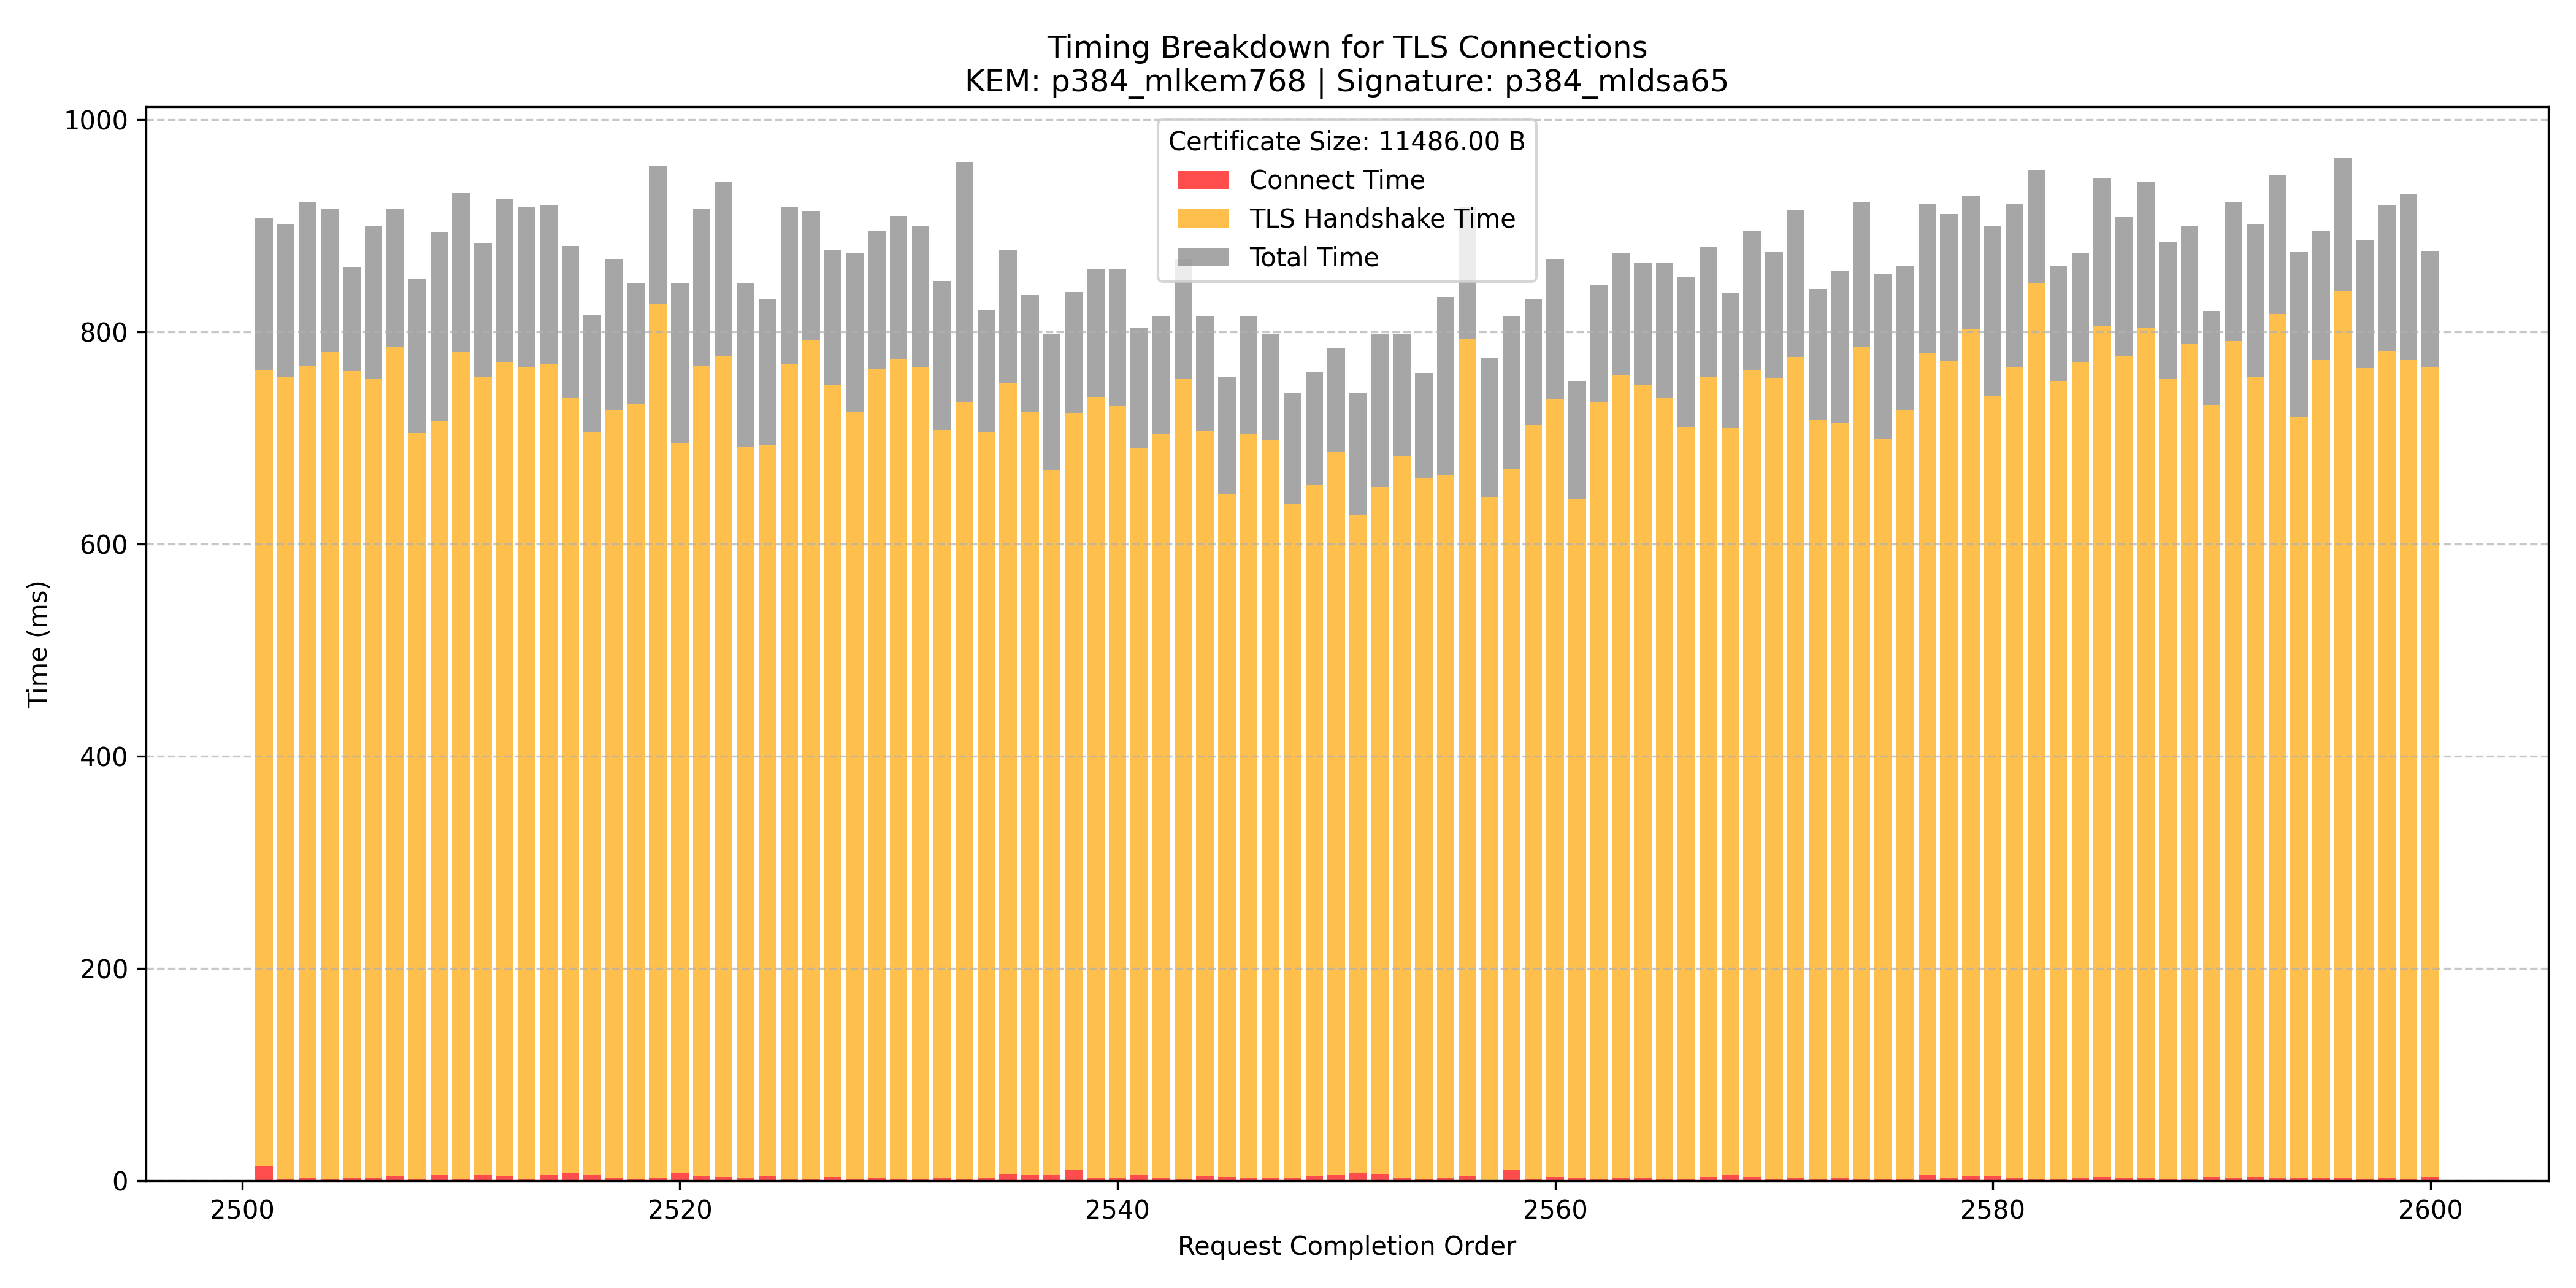 Timing Breakdown for TLS Connections
KEM: p384_mlkem768 | Signature: p384_mldsa65
Certificate Size: 11486.00 B
Connect Time
TLS Handshake Time
Total Time
Time (ms)
1000
800
600
400
200
0
2500 2520 2540 2560 2580 2600
Request Completion Order